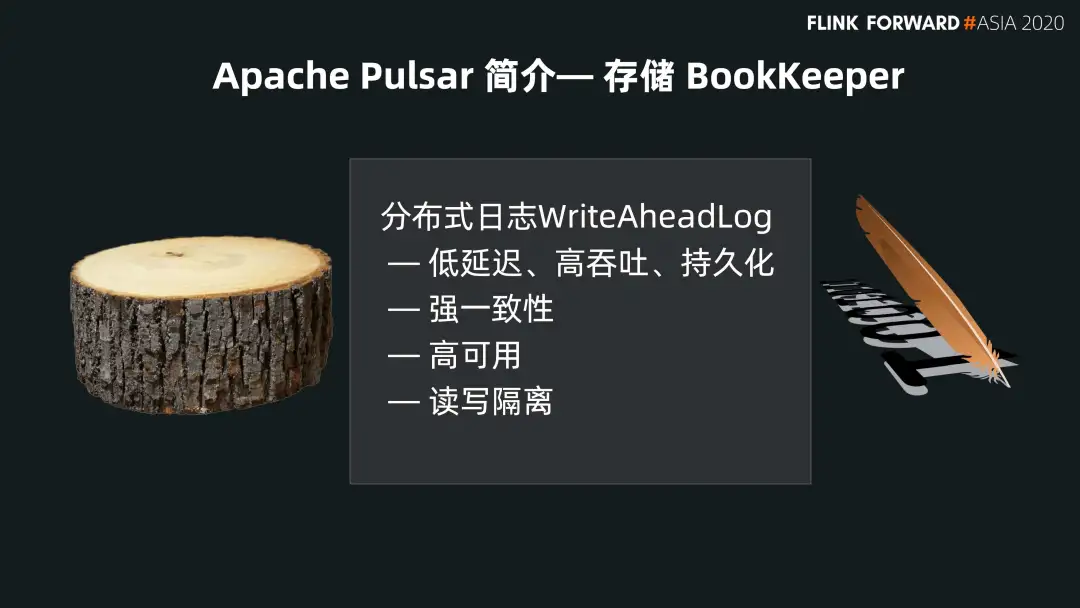 FLINK FORWARD #ASIA 2020
Apache Pulsar 简介— 存储 BookKeeper
分布式日志WriteAheadLog
— 低延迟、高吞吐、持久化
— 强一致性
— 高可用
— 读写隔离